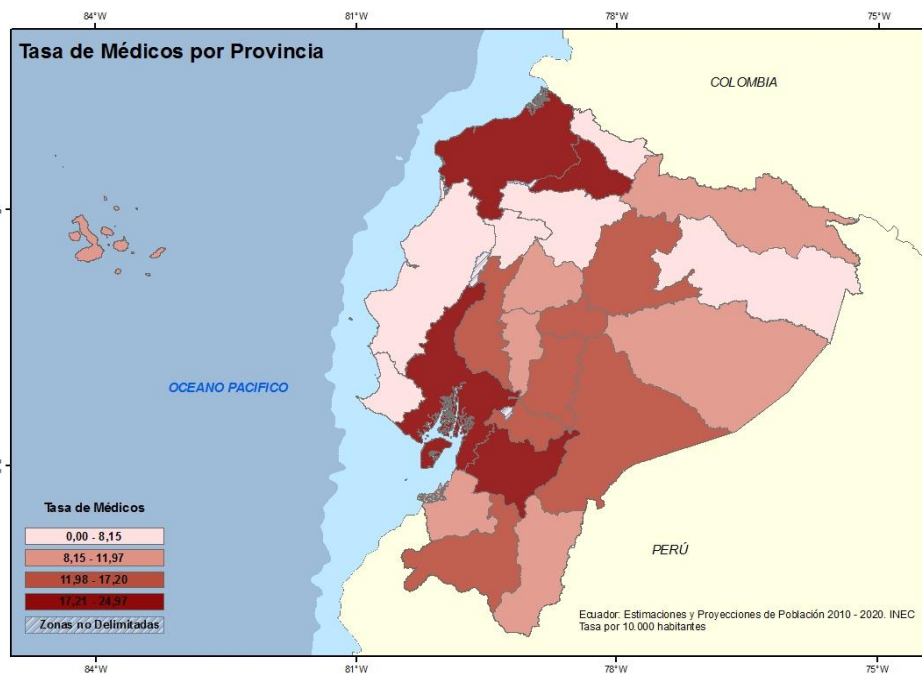 84°W 81°W 78°W 75°W
Tasa de Médicos por Provincia
COLOMBIA
OCEANO PACIFICO
PERÚ
Tasa de Médicos
0,00 - 8,15
8,15 - 11,97
11,98 - 17,20
17,21 - 24,97
Zonas no Delimitadas
Ecuador: Estimaciones y Proyecciones de Población 2010 - 2020. INEC
Tasa por 10.000 habitantes
84°W 81°W 78°W 75°W